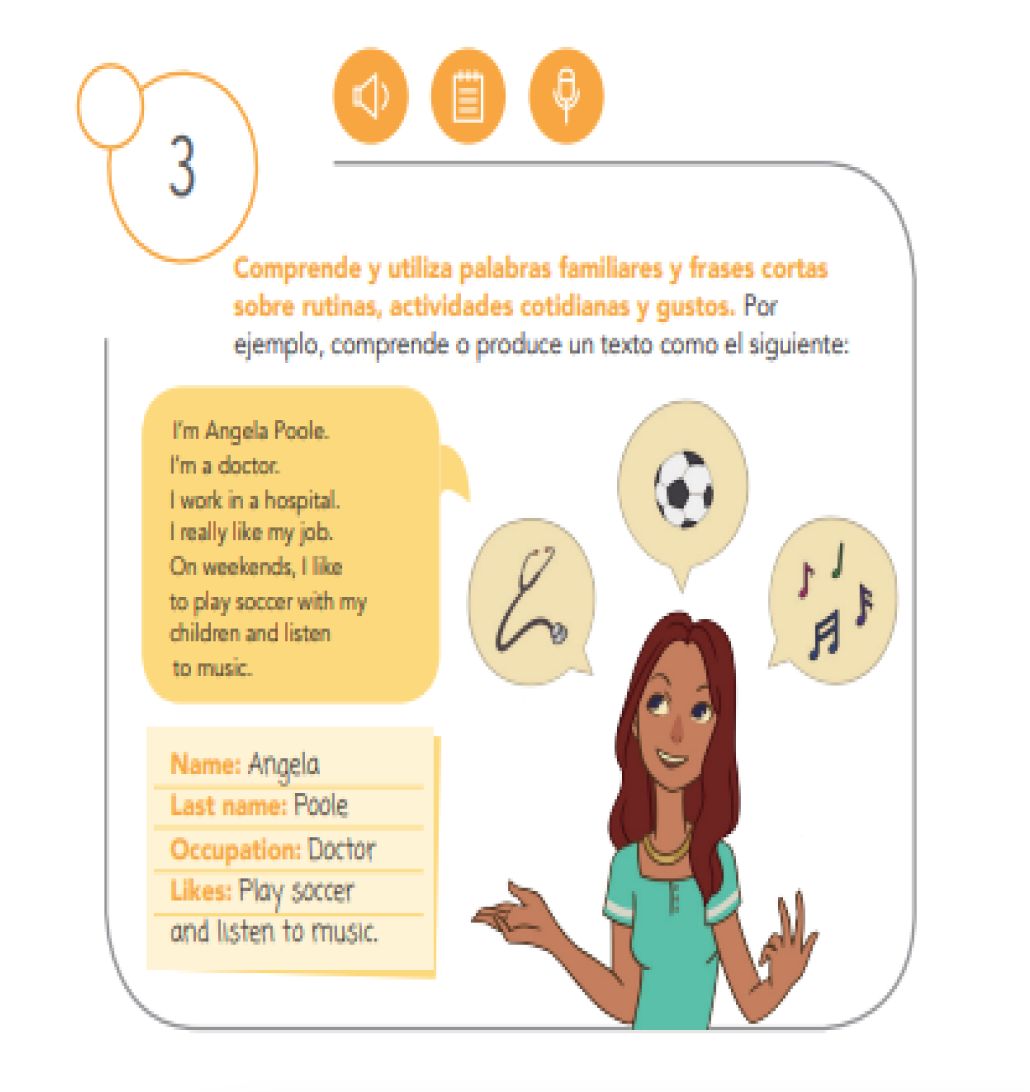 3
Comprende y utiliza palabras familiares y frases cortas
sobre rutinas, actividades cotidianas y gustos. Por
ejemplo, comprende o produce un texto como el siguiente:
I'm Angela Poole.
I'm a doctor.
I work in a hospital.
I really like my job.
On weekends, I like
to play soccer with my
children and listen
to music.
Name: Angela
Last name: Poole
Occupation: Doctor
Likes: Play soccer
and listen to music.